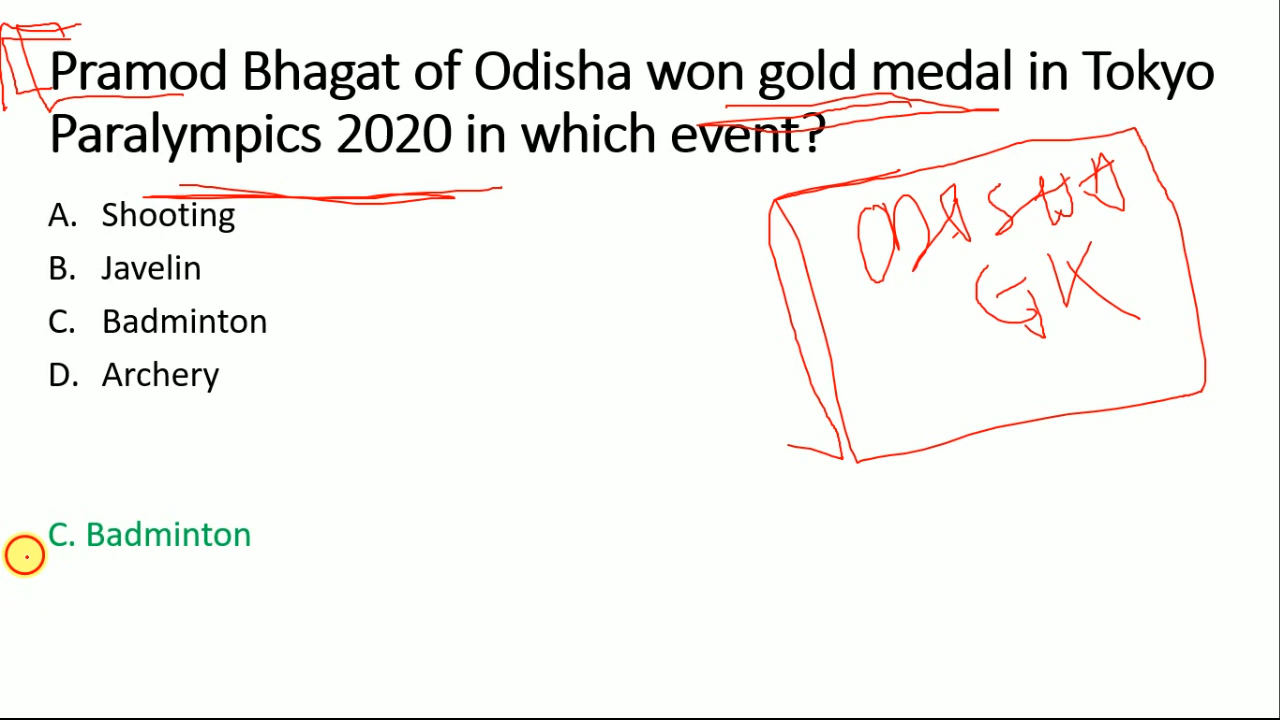 Pramod Bhagat of Odisha won gold medal in Tokyo
Paralympics 2020 in which event?
A. Shooting
B. Javelin
C. Badminton
D. Archery
ODISHA
GK
C. Badminton